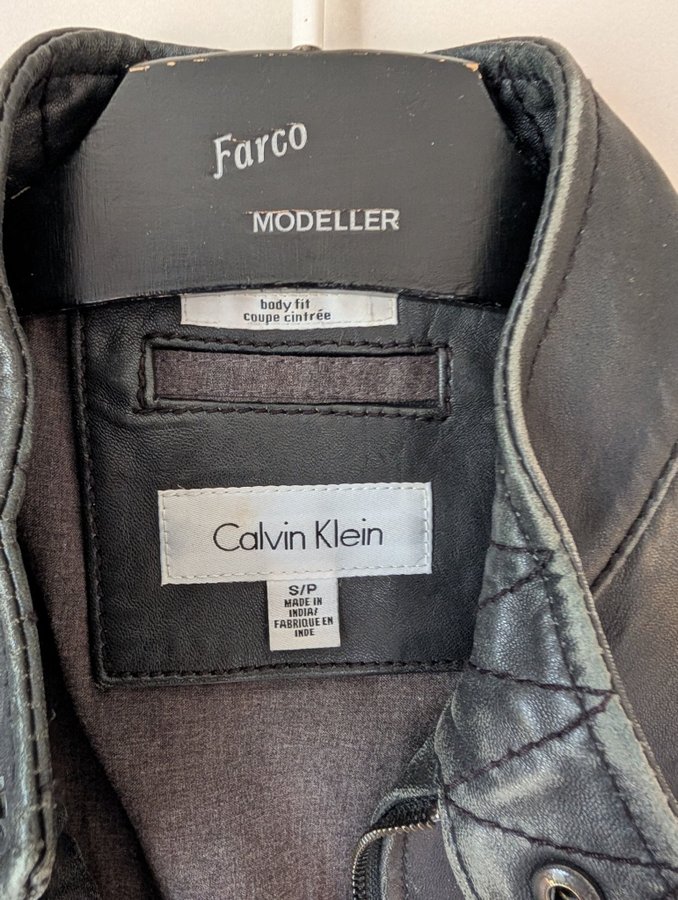 Farco
MODELLER
body fit
coupe cintrée
Calvin Klein
S/P
MADE IN
INDIA/
FABRIQUE EN
INDE